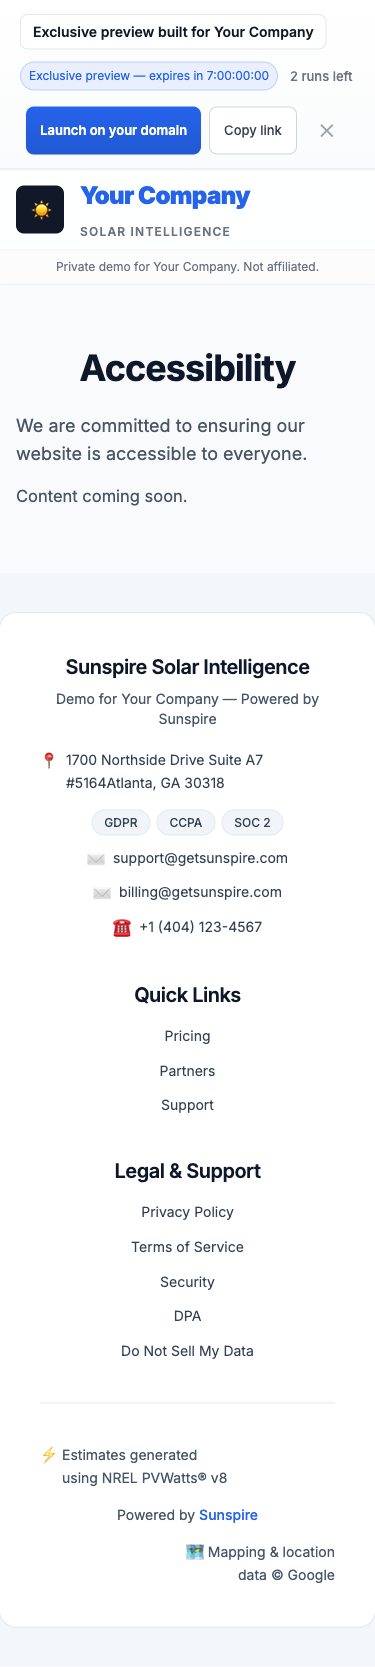 Exclusive preview built for Your Company
Exclusive preview — expires in 7:00:00:00
2 runs left
Launch on your domain
Copy link
Your Company
SOLAR INTELLIGENCE
Private demo for Your Company. Not affiliated.
Accessibility
We are committed to ensuring our
website is accessible to everyone.
Content coming soon.
Sunspire Solar Intelligence
Demo for Your Company — Powered by
Sunspire
1700 Northside Drive Suite A7
#5164Atlanta, GA 30318
GDPR
CCPA
SOC 2
support@getsunspire.com
billing@getsunspire.com
+1 (404) 123-4567
Quick Links
Pricing
Partners
Support
Legal & Support
Privacy Policy
Terms of Service
Security
DPA
Do Not Sell My Data
Estimates generated
using NREL PVWatts® v8
Powered by Sunspire
Mapping & location
data © Google